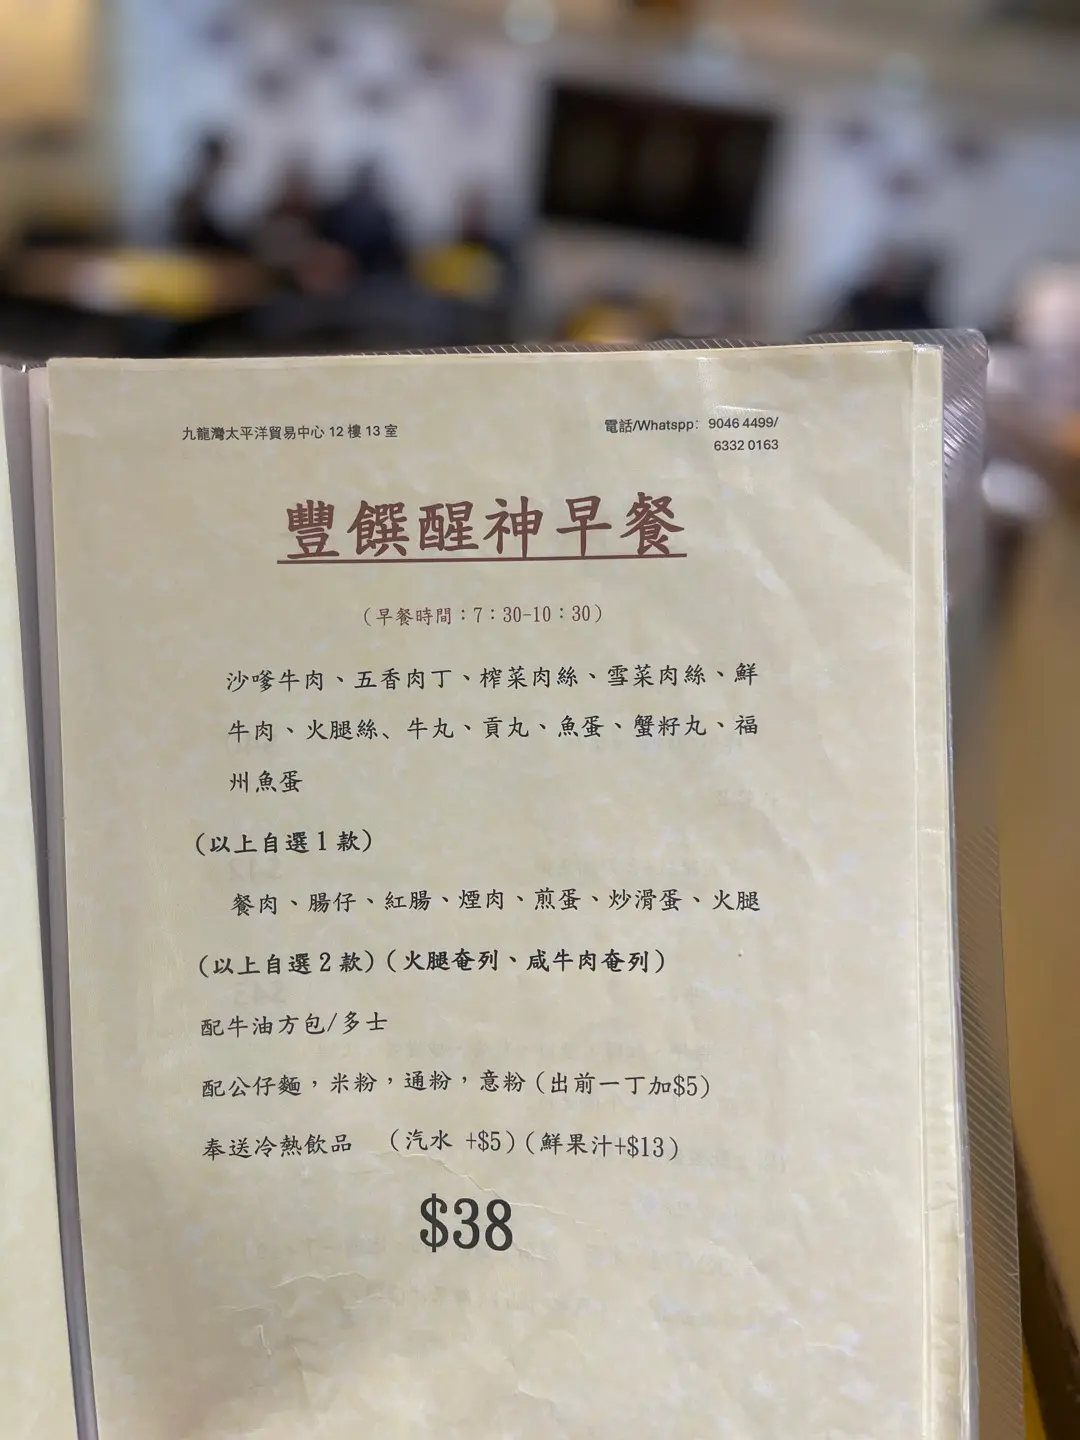 九龍灣太平洋貿易中心 12 樓 13 室
電話/Whatspp: 9046 4499/
6332 0163
豐饌醒神早餐
（早餐時間：7：30-10：30）
沙嗲牛肉、五香肉丁、榨菜肉絲、雪菜肉絲、鮮
牛肉、火腿絲、牛丸、貢丸、魚蛋、蟹籽丸、福
州魚蛋
(以上自選 1 款)
餐肉、腸仔、紅腸、煙肉、煎蛋、炒滑蛋、火腿
(以上自選 2 款)（火腿奄列、咸牛肉奄列）
配牛油方包/多士
配公仔麵，米粉，通粉，意粉（出前一丁加$5）
奉送冷熱飲品 （汽水 +$5）（鮮果汁+$13）
$38